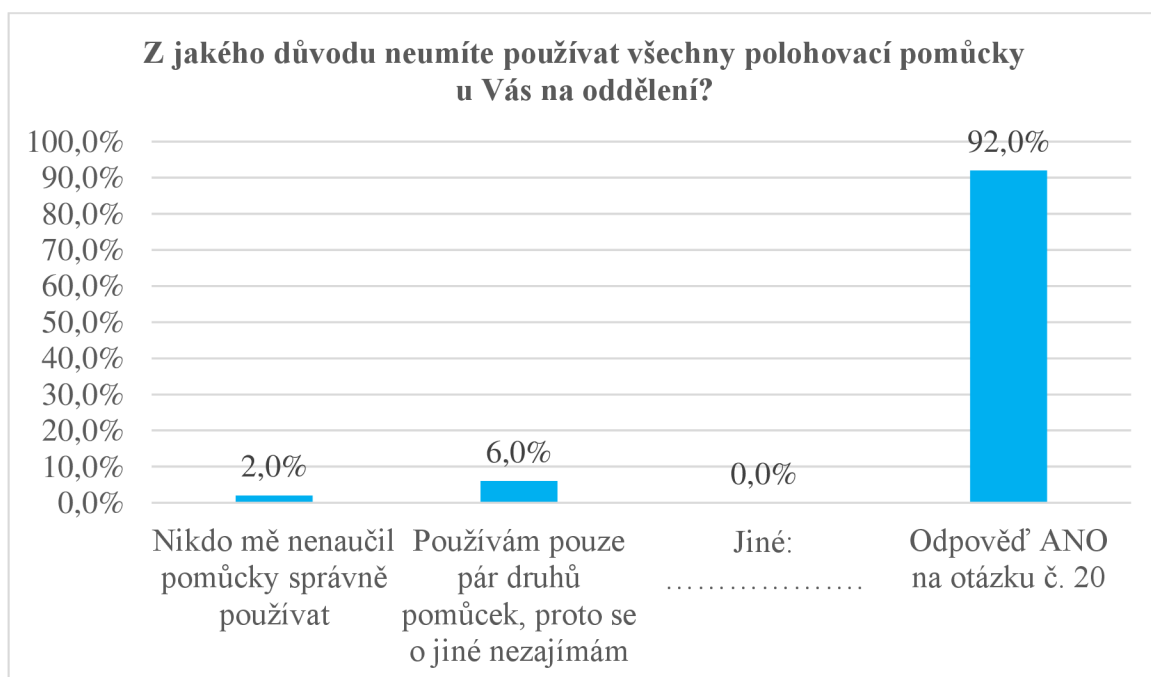 Z jakého důvodu neumíte používat všechny polohovací pomůcky
u Vás na oddělení?
100,0%
90,0%
80,0%
70,0%
60,0%
50,0%
40,0%
30,0%
20,0%
10,0%
0,0%
2,0%
6,0%
0,0%
92,0%
Nikdo mě nenaučil
pomůcky správně
používat
Používám pouze
pár druhů
pomůcek, proto se
o jiné nezajímám
Jiné:
………………….
Odpověď ANO
na otázku č. 20